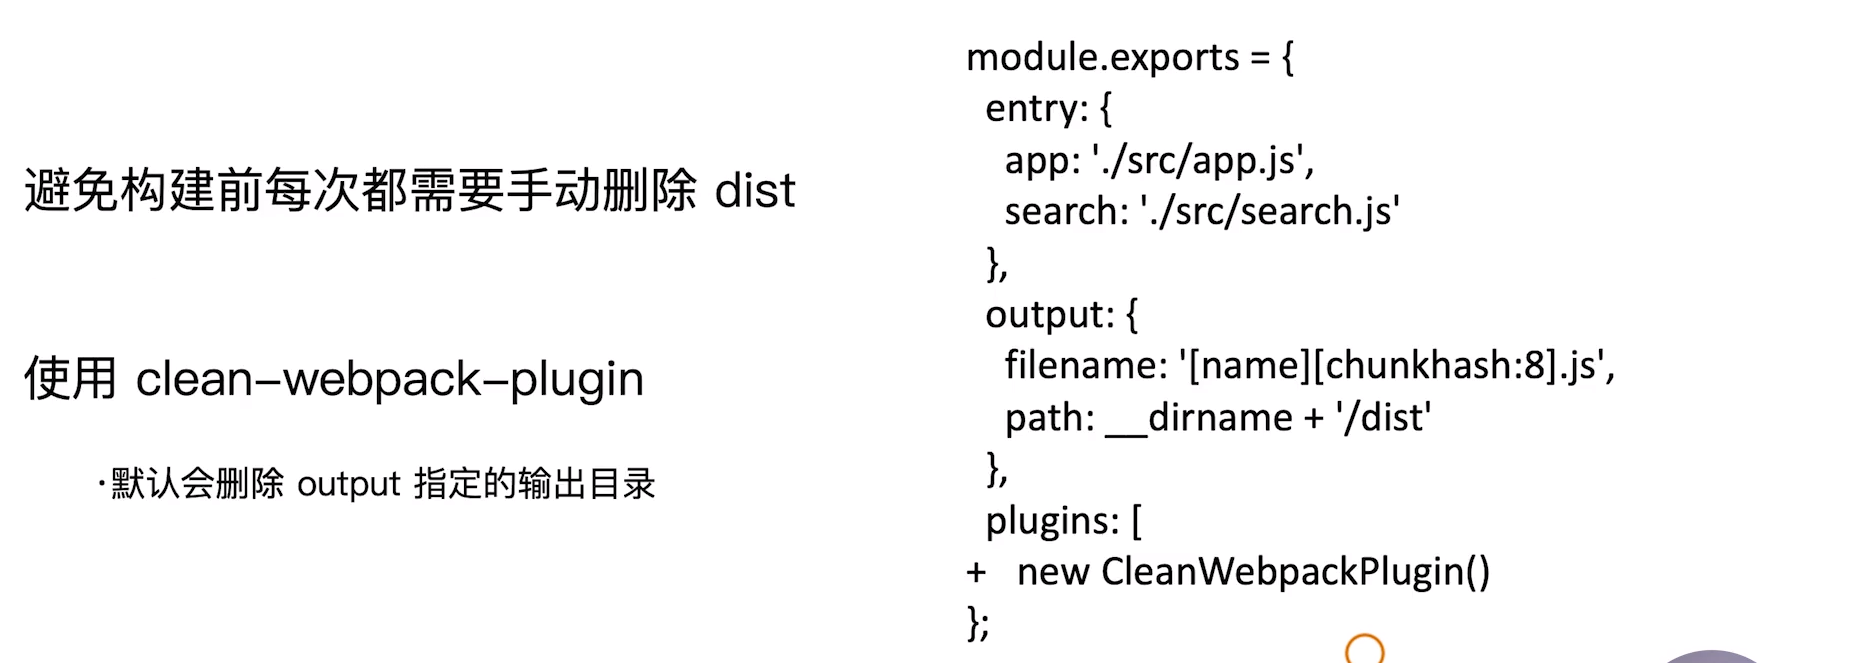 避免构建前每次都需要手动删除 dist
使用 clean-webpack-plugin
·默认会删除 output 指定的输出目录
module.exports = {
  entry: {
    app: './src/app.js',
    search: './src/search.js'
  },
  output: {
    filename: '[name][chunkhash:8].js',
    path: __dirname + '/dist'
  },
  plugins: [
+   new CleanWebpackPlugin()
};